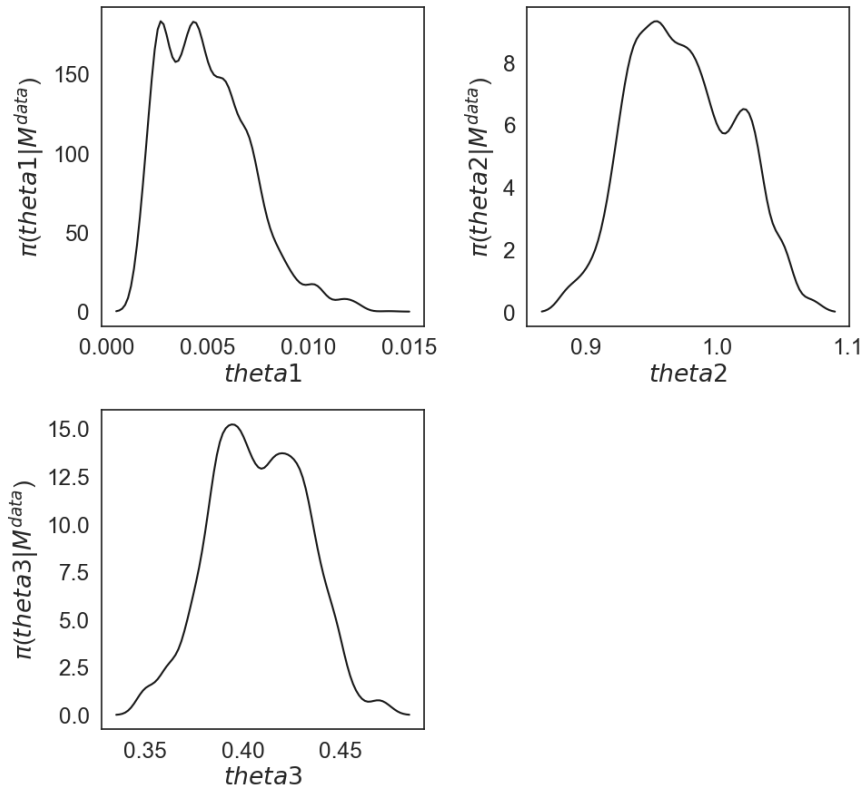 π(theta1|M^data)
150
100
50
0
0.000 0.005 0.010 0.015
theta1
π(theta2|M^data)
8
6
4
2
0
0.9 1.0 1.1
theta2
π(theta3|M^data)
15.0
12.5
10.0
7.5
5.0
2.5
0.0
0.35 0.40 0.45
theta3